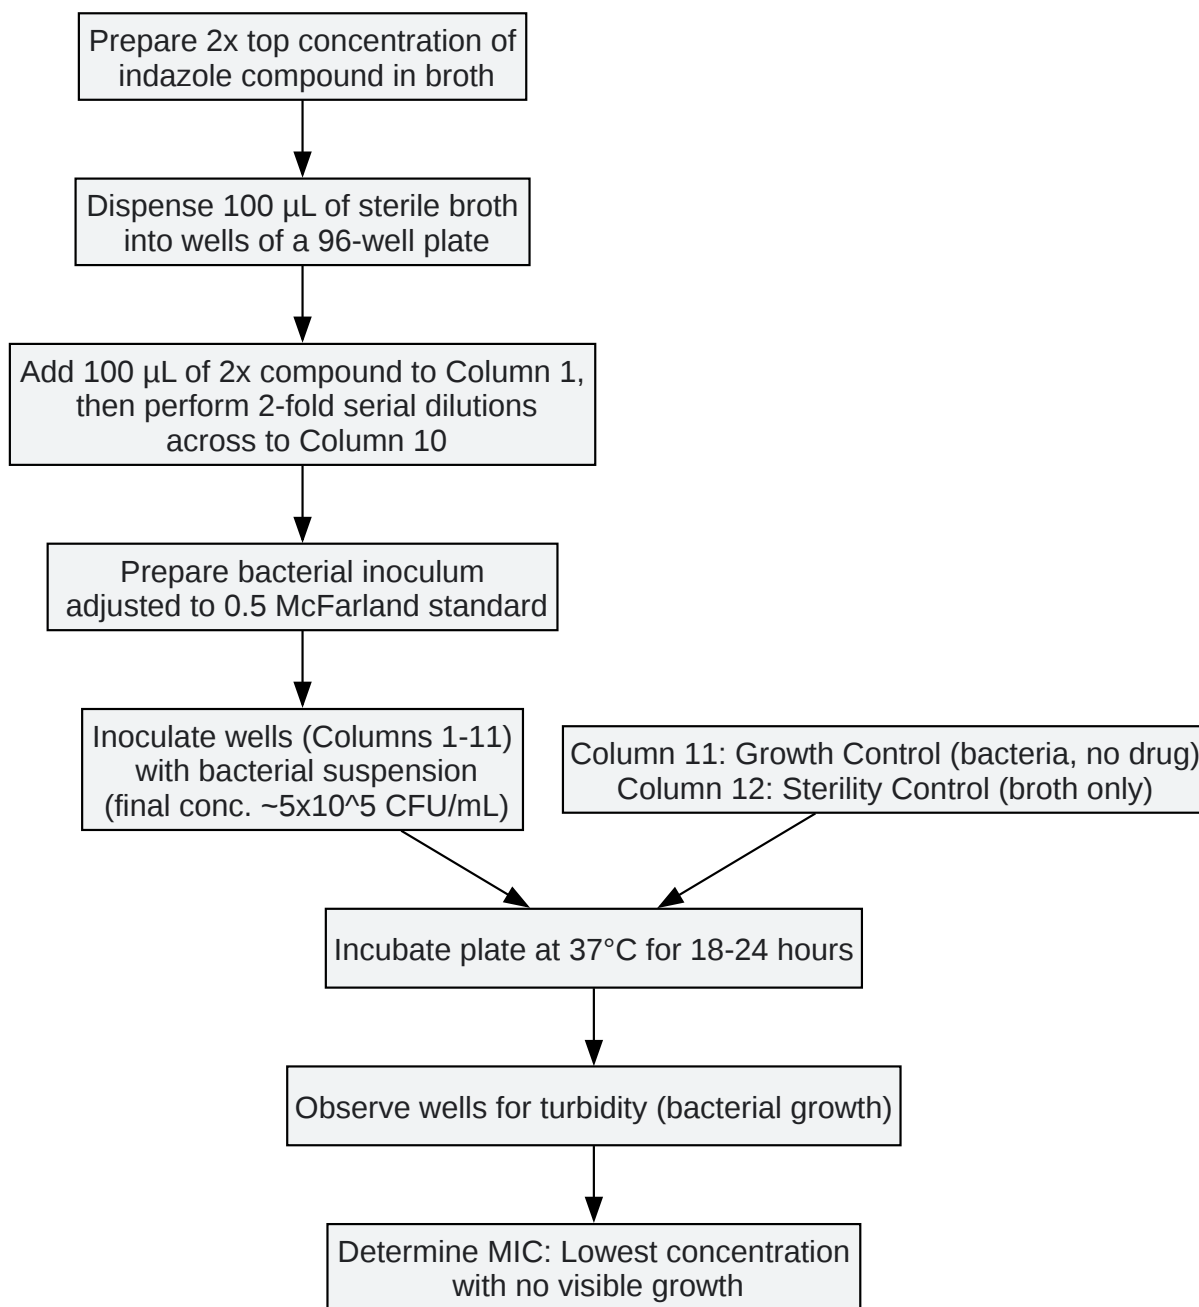 Prepare 2x top concentration of
indazole compound in broth
Dispense 100 µL of sterile broth
into wells of a 96-well plate
Add 100 µL of 2x compound to Column 1,
then perform 2-fold serial dilutions
across to Column 10
Prepare bacterial inoculum
adjusted to 0.5 McFarland standard
Inoculate wells (Columns 1-11)
with bacterial suspension
(final conc. ~5x10^5 CFU/mL)
Column 11: Growth Control (bacteria, no drug)
Column 12: Sterility Control (broth only)
Incubate plate at 37°C for 18-24 hours
Observe wells for turbidity (bacterial growth)
Determine MIC: Lowest concentration
with no visible growth